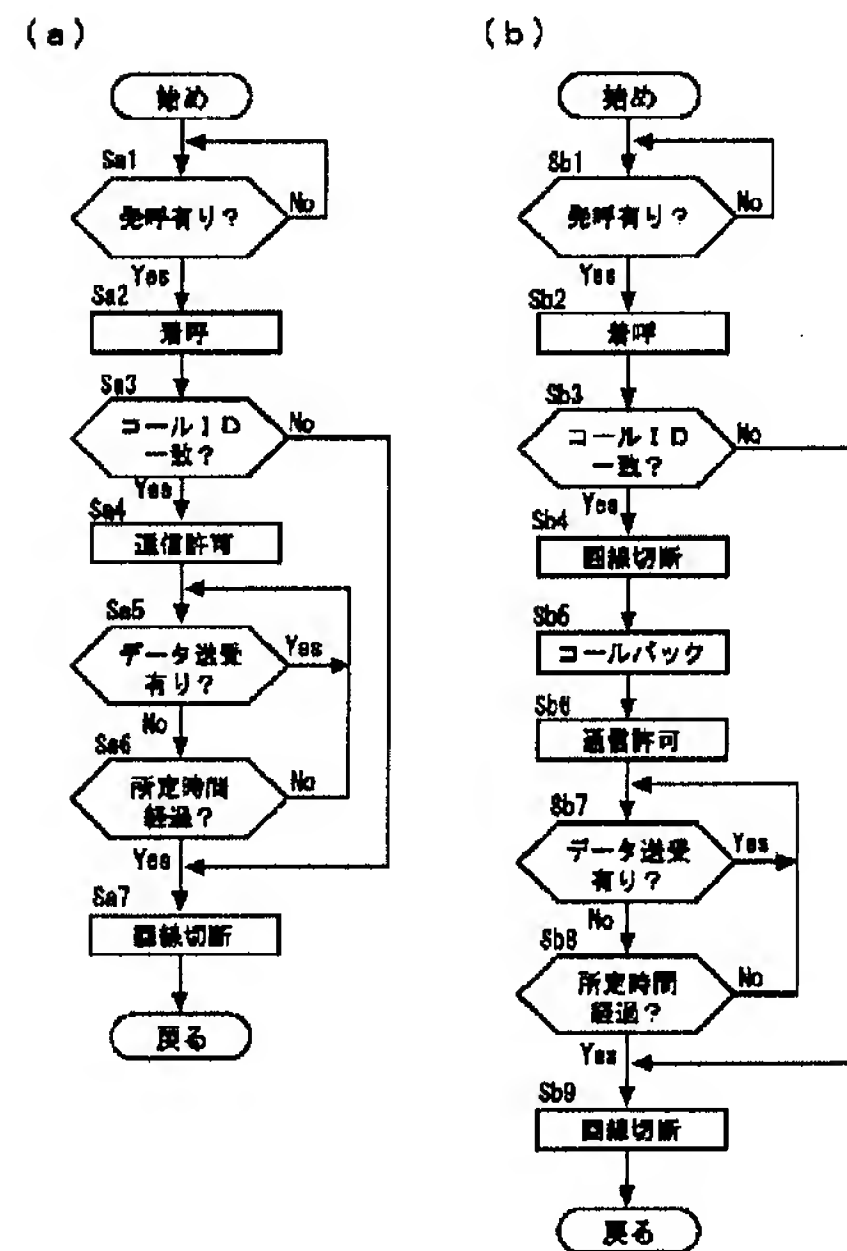 (a)
始め
Sa1
発呼有り?
No
Yes
Sa2
着呼
Sa3
コールID
一致?
No
Yes
Sa4
通信許可
Sa5
データ送受
有り?
Yes
No
Sa6
所定時間
経過?
No
Yes
Sa7
回線切断
戻る
(b)
始め
Sb1
発呼有り?
No
Yes
Sb2
着呼
Sb3
コールID
一致?
No
Yes
Sb4
回線切断
Sb5
コールバック
Sb6
通信許可
Sb7
データ送受
有り?
Yes
No
Sb8
所定時間
経過?
No
Yes
Sb9
回線切断
戻る